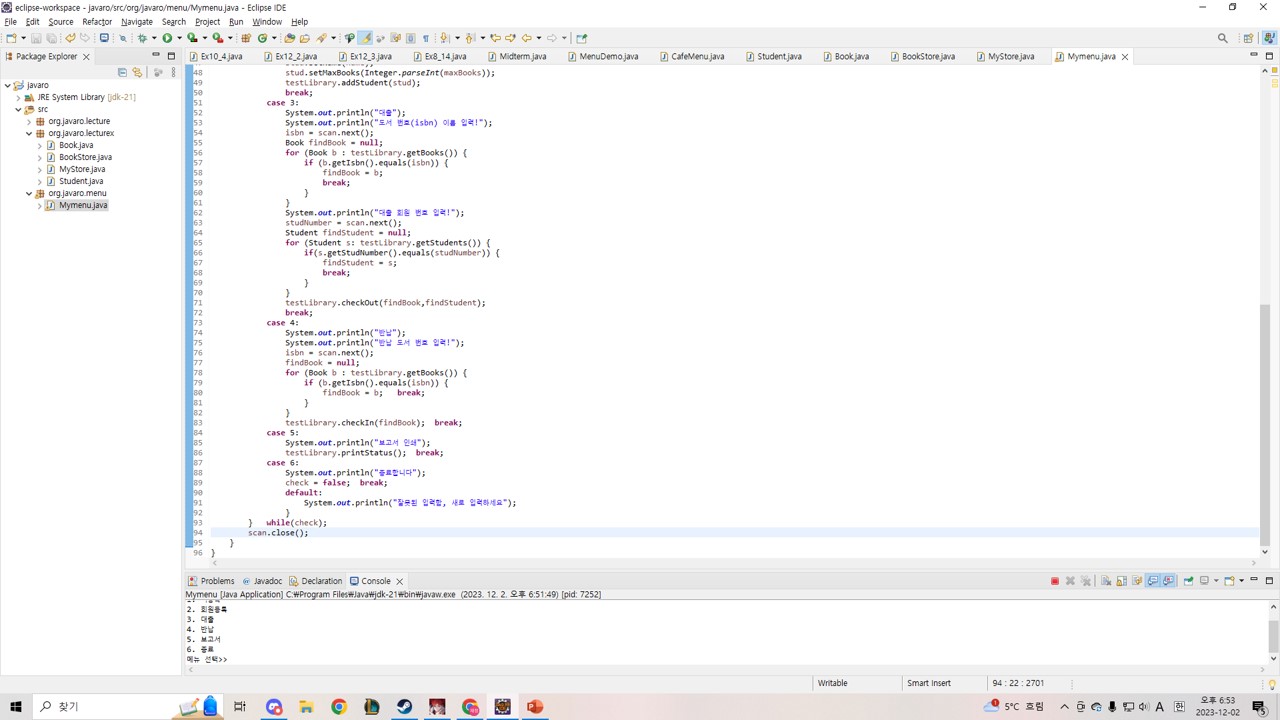 eclipse-workspace - javaro/src/org/javaro/menu/Mymenu.java - Eclipse IDE
File Edit Source Refactor Navigate Search Project Run Window Help
Package Explorer
Ex10_4.java Ex12_2.java Ex12_3.java Ex8_14.java Midterm.java MenuDemo.java CafeMenu.java Student.java Book.java BookStore.java MyStore.java Mymenu.java
javaro
JRE System Library [jdk-21]
src
org.javaro.lecture
org.javaro.lecturex
Book.java
BookStore.java
MyStore.java
Student.java
org.javaro.menu
Mymenu.java
48 stud.setMaxBooks(Integer.parseInt(maxBooks));
49 testLibrary.addStudent(stud);
50 break;
51 case 3:
52 System.out.println("대출");
53 System.out.println("도서 번호(isbn) 이름 입력!");
54 isbn = scan.next();
55 Book findBook = null;
56 for (Book b : testLibrary.getBooks()) {
57 if (b.getIsbn().equals(isbn)) {
58 findBook = b;
59 break;
60 }
61 }
62 System.out.println("대출 회원 번호 입력!");
63 studNumber = scan.next();
64 Student findStudent = null;
65 for (Student s: testLibrary.getStudents()) {
66 if(s.getStudNumber().equals(studNumber)) {
67 findStudent = s;
68 break;
69 }
70 }
71 testLibrary.checkOut(findBook,findStudent);
72 break;
73 case 4:
74 System.out.println("반납");
75 System.out.println("반납 도서 번호 입력!");
76 isbn = scan.next();
77 findBook = null;
78 for (Book b : testLibrary.getBooks()) {
79 if (b.getIsbn().equals(isbn)) {
80 findBook = b; break;
81 }
82 }
83 testLibrary.checkIn(findBook); break;
84 case 5:
85 System.out.println("보고서 인쇄");
86 testLibrary.printStatus(); break;
87 case 6:
88 System.out.println("종료합니다");
89 check = false; break;
90 default:
91 System.out.println("잘못된 입력함, 새로 입력하세요");
92 }
93 } while(check);
94 scan.close();
95 }
96 }
Problems Javadoc Declaration Console
Mymenu [Java Application] C:₩Program Files₩Java₩jdk-21₩bin₩javaw.exe (2023. 12. 2. 오후 6:51:49) [pid: 7252]
2. 회원등록
3. 대출
4. 반납
5. 보고서
6. 종료
메뉴 선택>>
Writable Smart Insert 94 : 22 : 2701
찾기
5°C 흐림
A 한
오후 6:53
2023-12-02
5